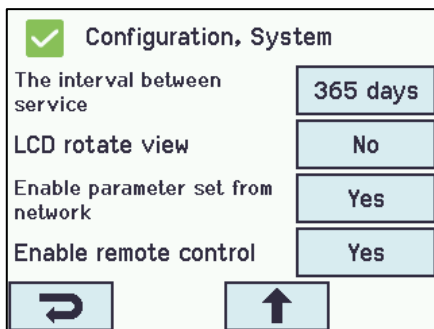 Configuration, System
The interval between
service
365 days
LCD rotate view
No
Enable parameter set from
network
Yes
Enable remote control
Yes